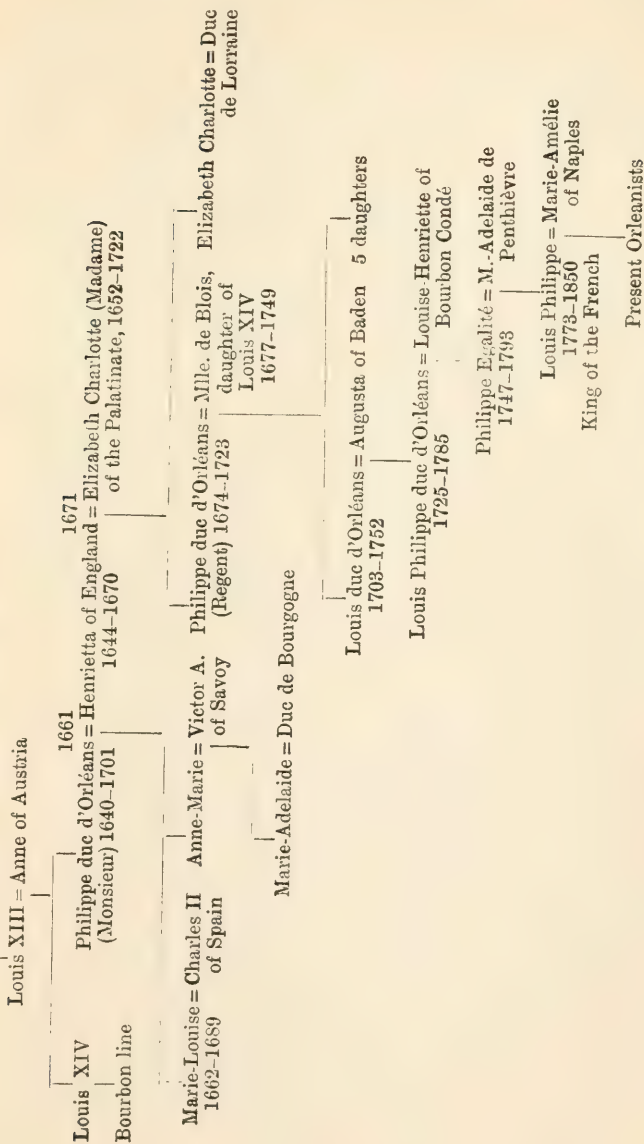 Louis XIII = Anne of Austria
1661
1671
Louis XIV
Philippe duc d'Orléans = Henrietta of England = Elizabeth Charlotte (Madame)
(Monsieur) 1640–1701
1644–1670
of the Palatinate, 1652–1722
Bourbon line
Marie-Louise = Charles II
1662–1689
of Spain
Anne-Marie = Victor A.
of Savoy
Philippe duc d'Orléans = Mlle. de Blois,
(Regent) 1674–1723
daughter of
Louis XIV
1677–1749
Elizabeth Charlotte = Duc
de Lorraine
Marie-Adelaide = Duc de Bourgogne
Louis duc d'Orléans = Augusta of Baden
1703–1752
5 daughters
Louis Philippe duc d'Orléans = Louise-Henriette of
1725–1785
Bourbon Condé
Philippe Egalité = M.-Adelaide de
1747–1793
Penthièvre
Louis Philippe = Marie-Amélie
1773–1850
of Naples
King of the French
Present Orleanists